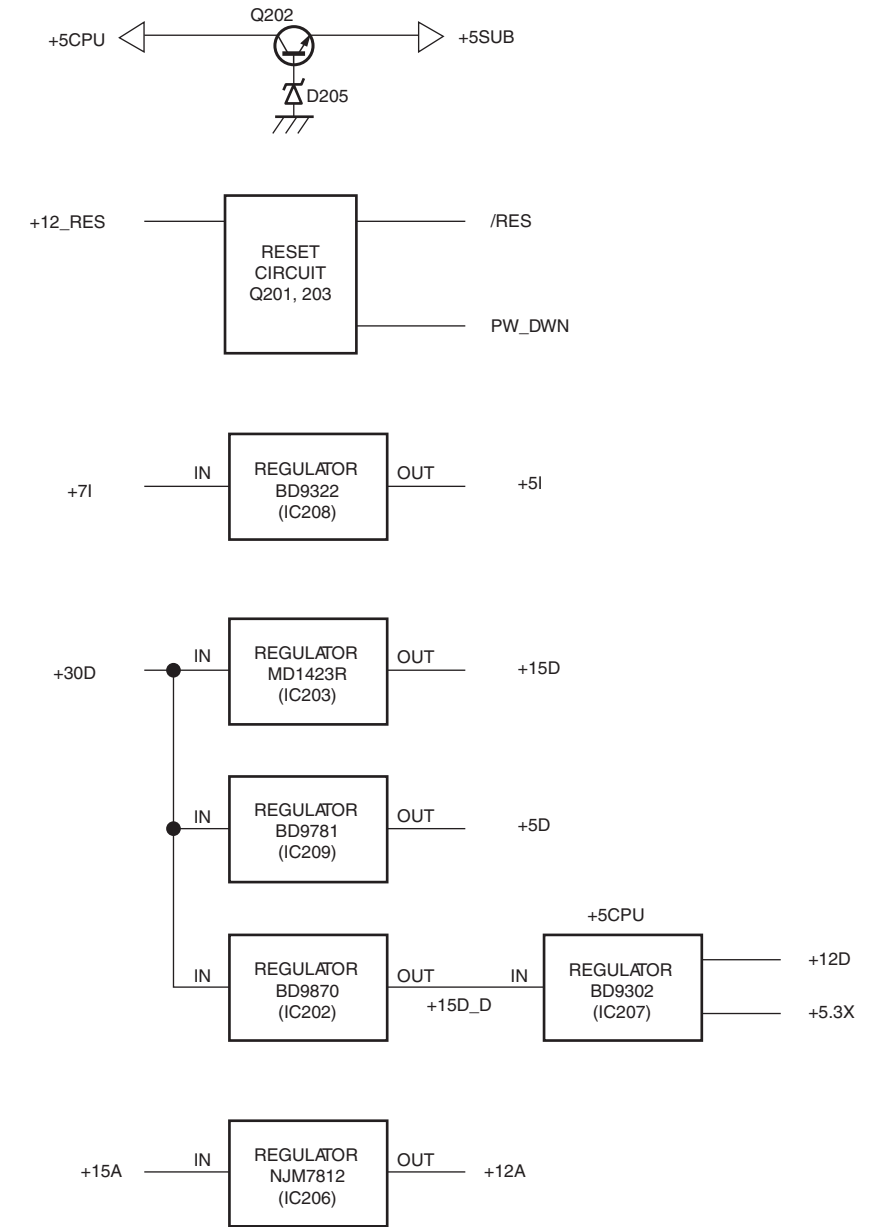 Q202
+5CPU
+5SUB
D205
+12_RES
RESET
CIRCUIT
Q201, 203
/RES
PW_DWN
+7I
IN
REGULATOR
BD9322
(IC208)
OUT
+5I
+30D
IN
REGULATOR
MD1423R
(IC203)
OUT
+15D
IN
REGULATOR
BD9781
(IC209)
OUT
+5D
IN
REGULATOR
BD9870
(IC202)
OUT
+15D_D
IN
+5CPU
REGULATOR
BD9302
(IC207)
+12D
+5.3X
+15A
IN
REGULATOR
NJM7812
(IC206)
OUT
+12A